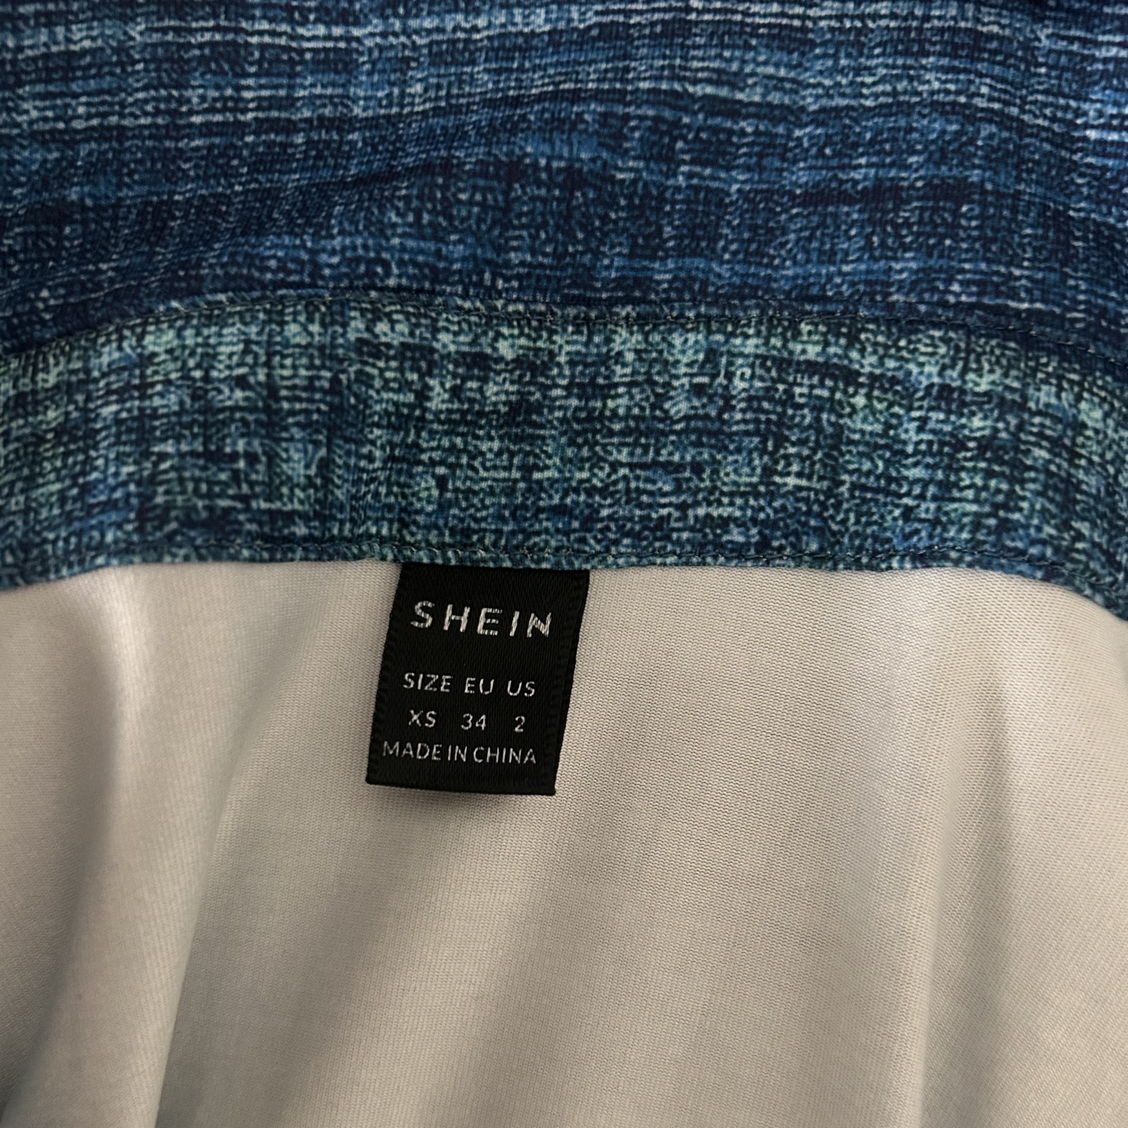 SHEIN
SIZE EU US
XS 34 2
MADE IN CHINA